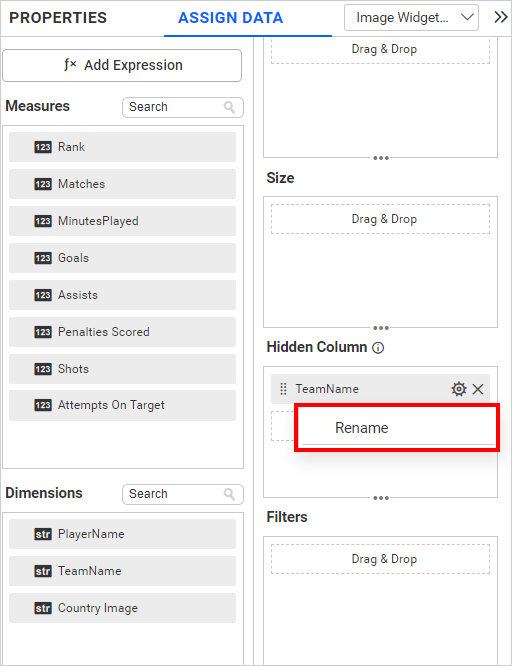 PROPERTIES
ASSIGN DATA
Image Widget...
ƒx Add Expression
Measures
Search
123 Rank
123 Matches
123 MinutesPlayed
123 Goals
123 Assists
123 Penalties Scored
123 Shots
123 Attempts On Target
Dimensions
Search
str PlayerName
str TeamName
str Country Image
Drag & Drop
Size
Drag & Drop
Hidden Column
TeamName
Rename
Filters
Drag & Drop